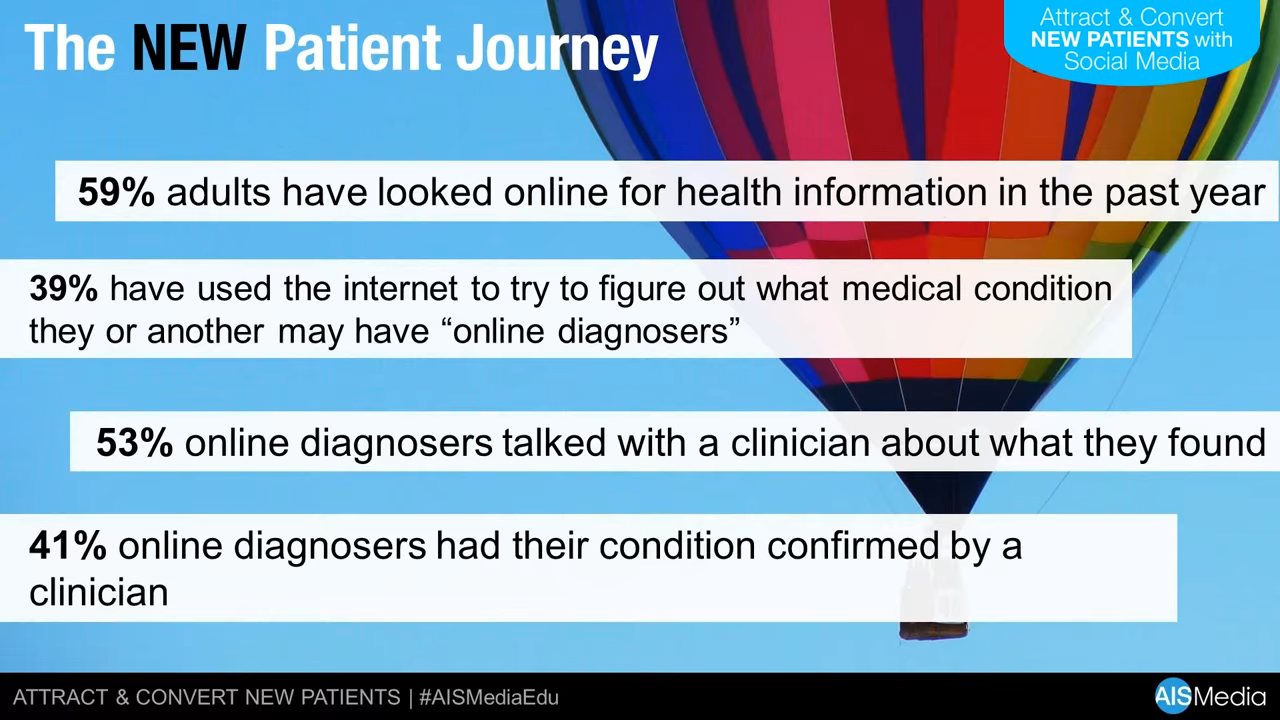 The NEW Patient Journey
Attract & Convert
NEW PATIENTS with
Social Media
59% adults have looked online for health information in the past year
39% have used the internet to try to figure out what medical condition
they or another may have “online diagnosers”
53% online diagnosers talked with a clinician about what they found
41% online diagnosers had their condition confirmed by a
clinician
ATTRACT & CONVERT NEW PATIENTS | #AISMediaEdu
AISMedia